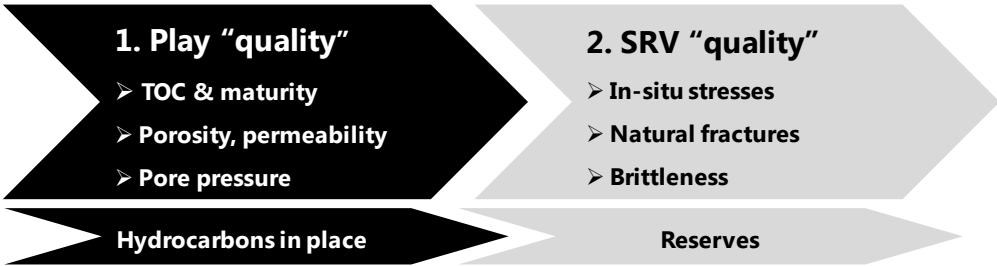 1. Play “quality”
➢ TOC & maturity
➢ Porosity, permeability
➢ Pore pressure
Hydrocarbons in place
2. SRV “quality”
➢ In-situ stresses
➢ Natural fractures
➢ Brittleness
Reserves